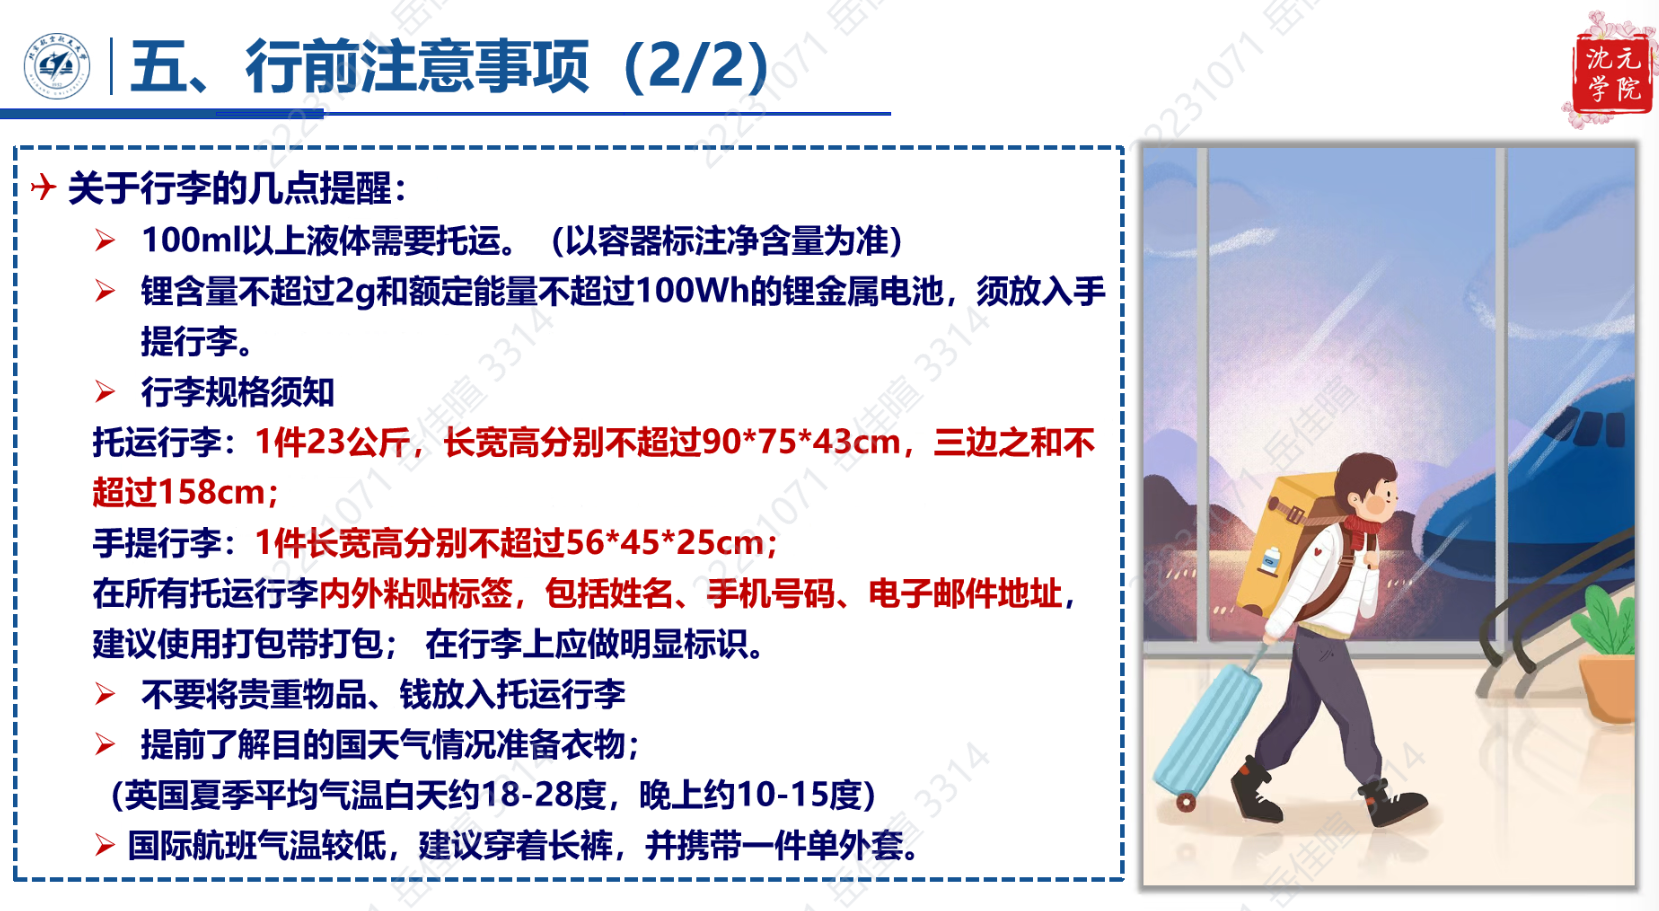 五、行前注意事项（2/2）
沈元
学院
关于行李的几点提醒：
100ml以上液体需要托运。（以容器标注净含量为准）
锂含量不超过2g和额定能量不超过100Wh的锂金属电池，须放入手
提行李。
行李规格须知
托运行李：1件23公斤，长宽高分别不超过90*75*43cm，三边之和不
超过158cm；
手提行李：1件长宽高分别不超过56*45*25cm；
在所有托运行李内外粘贴标签，包括姓名、手机号码、电子邮件地址，
建议使用打包带打包； 在行李上应做明显标识。
不要将贵重物品、钱放入托运行李
提前了解目的国天气情况准备衣物；
（英国夏季平均气温白天约18-28度，晚上约10-15度）
国际航班气温较低，建议穿着长裤，并携带一件单外套。
22231071 岳佳暄 3314